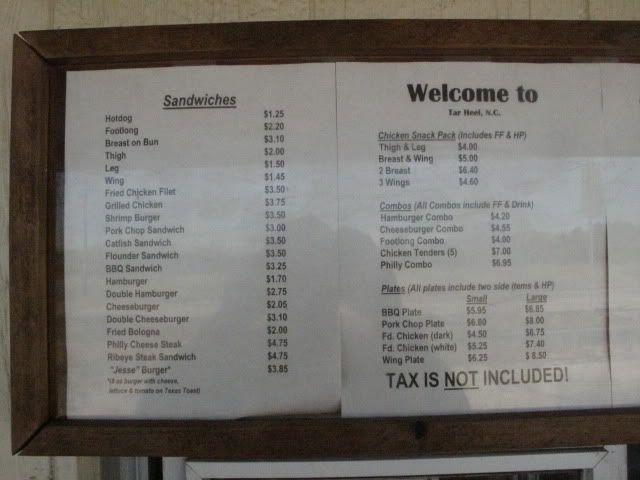 Sandwiches
Hotdog $1.25
Footlong $2.20
Breast on Bun $3.10
Thigh $2.00
Leg $1.50
Wing $1.45
Fried Chicken Filet $3.50
Grilled Chicken $3.75
Shrimp Burger $3.50
Pork Chop Sandwich $3.00
Catfish Sandwich $3.50
Flounder Sandwich $3.50
BBQ Sandwich $3.25
Hamburger $1.70
Double Hamburger $2.75
Cheeseburger $2.05
Double Cheeseburger $3.10
Fried Bologna $2.00
Philly Cheese Steak $4.75
Ribeye Steak Sandwich $4.75
"Jesse" Burger* $3.85
burger with cheese,
lettuce & tomato on Texas Toast)
Welcome to
Tar Heel, N.C.
Chicken Snack Pack (Includes FF & HP)
Thigh & Leg $4.00
Breast & Wing $5.00
2 Breast $6.40
3 Wings $4.60
Combos (All Combos include FF & Drink)
Hamburger Combo $4.20
Cheeseburger Combo $4.55
Footlong Combo $4.00
Chicken Tenders (5) $7.00
Philly Combo $6.95
Plates (All plates include two side items & HP)
Small Large
BBQ Plate $5.95 $6.85
Pork Chop Plate $6.00 $8.00
Fd. Chicken (dark) $4.50 $6.75
Fd. Chicken (white) $5.25 $7.40
Wing Plate $6.25 $ 8.50
TAX IS NOT INCLUDED!